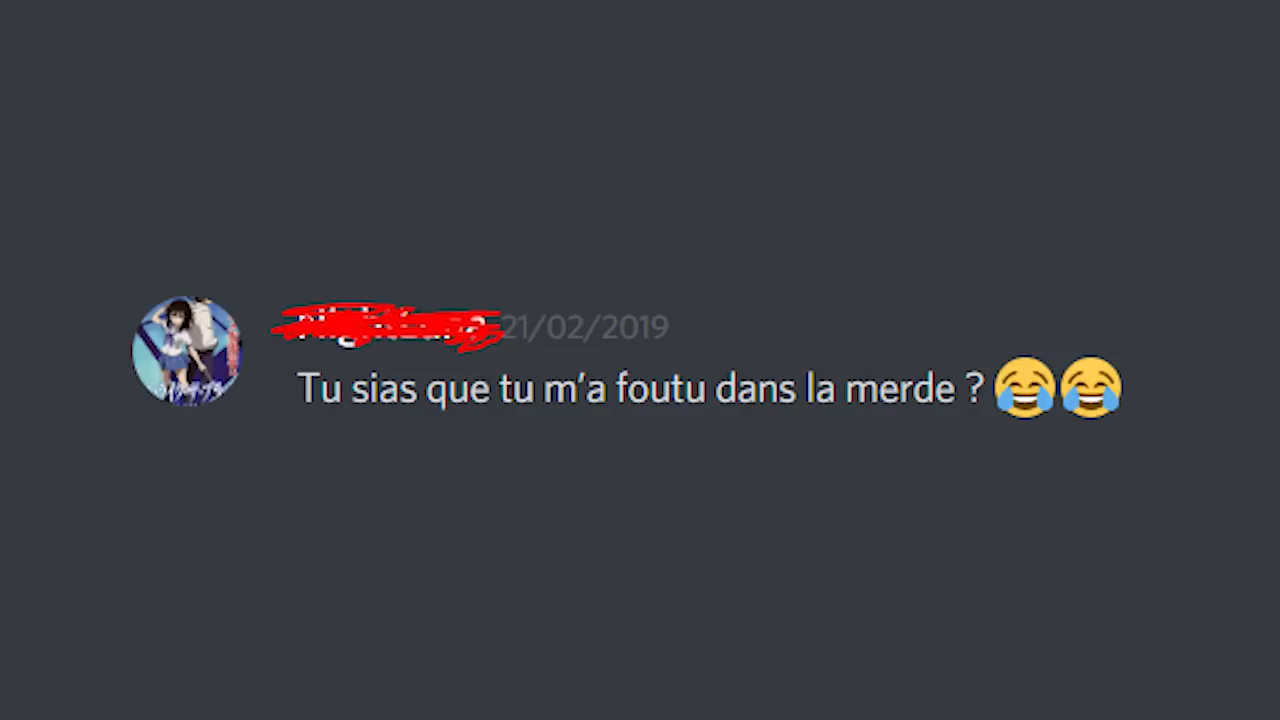 21/02/2019
Tu sias que tu m'a foutu dans la merde ? 😂😂